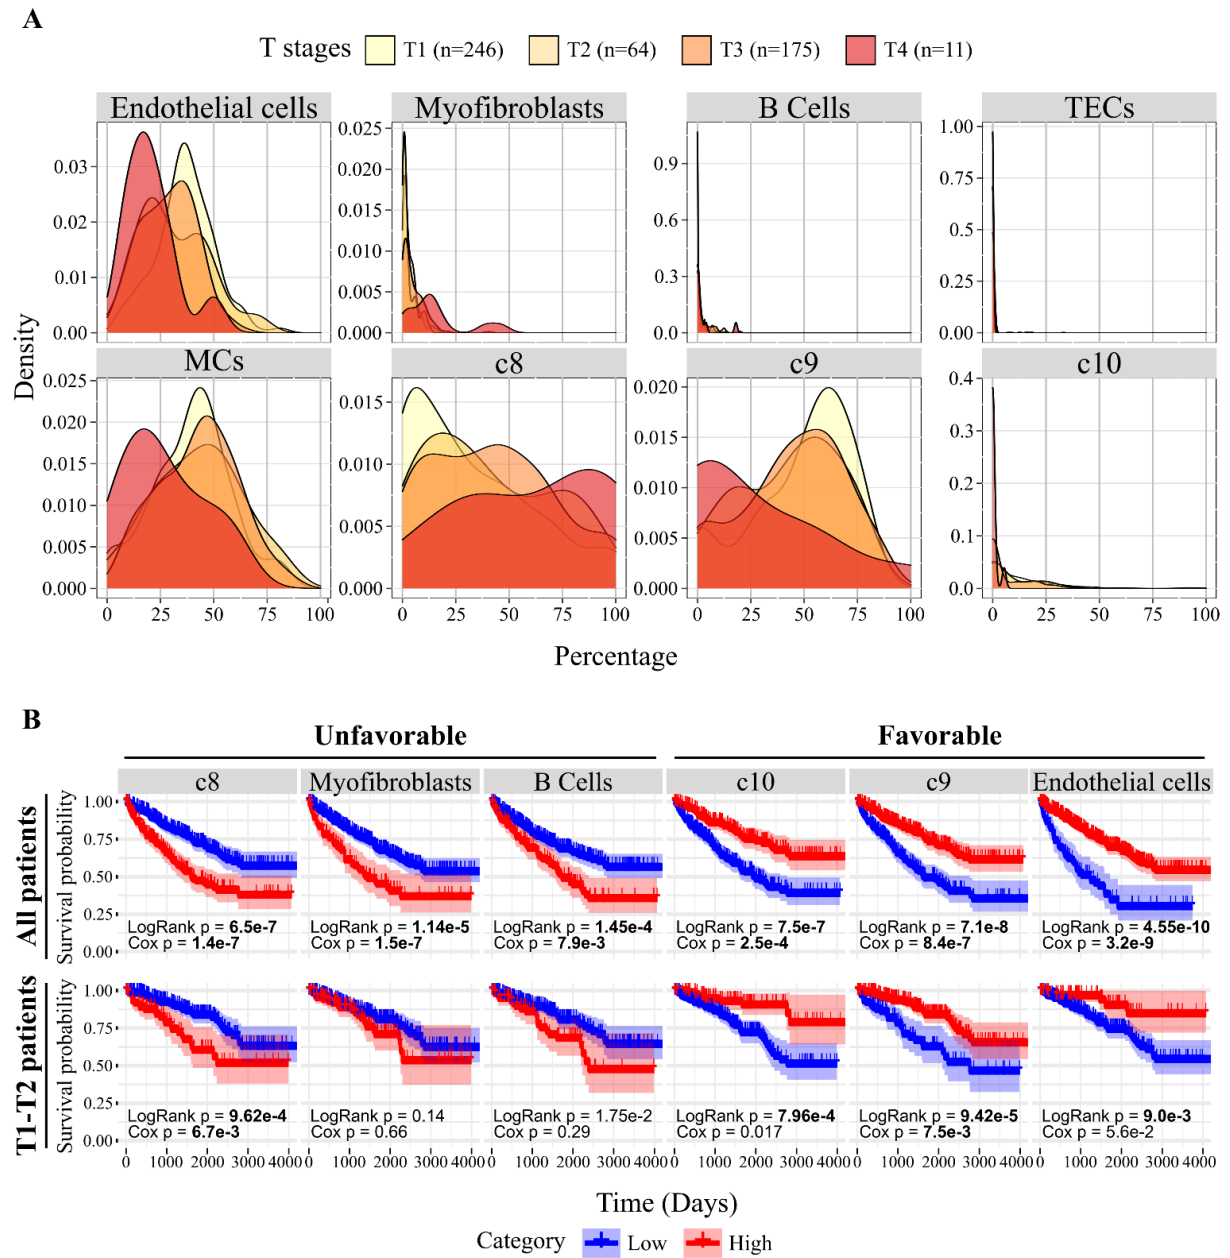 A
T stages T1 (n=246) T2 (n=64) T3 (n=175) T4 (n=11)
Endothelial cells Myofibroblasts B Cells TECs
0.03 0.02 0.01 0.00
0.025 0.020 0.015 0.010 0.005 0.000
0.9 0.6 0.3 0.0
1.00 0.75 0.5 0.25 0.00
Density
MCs c8 c9 c10
0.025 0.020 0.015 0.010 0.005 0.000
0.015 0.010 0.005 0.000
0.020 0.015 0.010 0.005 0.000
0.4 0.3 0.2 0.1 0.0
0 25 50 75 100 0 25 50 75 100 0 25 50 75 100 0 25 50 75 100
Percentage
B
Unfavorable Favorable
c8 Myofibroblasts B Cells c10 c9 Endothelial cells
All patients
Survival probability
1.00 0.75 0.50 0.25 0.00
LogRank p = 6.5e-7 LogRank p = 1.14e-5 LogRank p = 1.45e-4 LogRank p = 7.5e-7 LogRank p = 7.1e-8 LogRank p = 4.55e-10
Cox p = 1.4e-7 Cox p = 1.5e-7 Cox p = 7.9e-3 Cox p = 2.5e-4 Cox p = 8.4e-7 Cox p = 3.2e-9
T1-T2 patients
Survival probability
1.00 0.75 0.50 0.25 0.00
LogRank p = 9.62e-4 LogRank p = 0.14 LogRank p = 1.75e-2 LogRank p = 7.96e-4 LogRank p = 9.42e-5 LogRank p = 9.0e-3
Cox p = 6.7e-3 Cox p = 0.66 Cox p = 0.29 Cox p = 0.017 Cox p = 7.5e-3 Cox p = 5.6e-2
0 1000 2000 3000 4000 0 1000 2000 3000 4000 0 1000 2000 3000 4000 0 1000 2000 3000 4000 0 1000 2000 3000 4000 0 1000 2000 3000 4000
Time (Days)
Category Low High